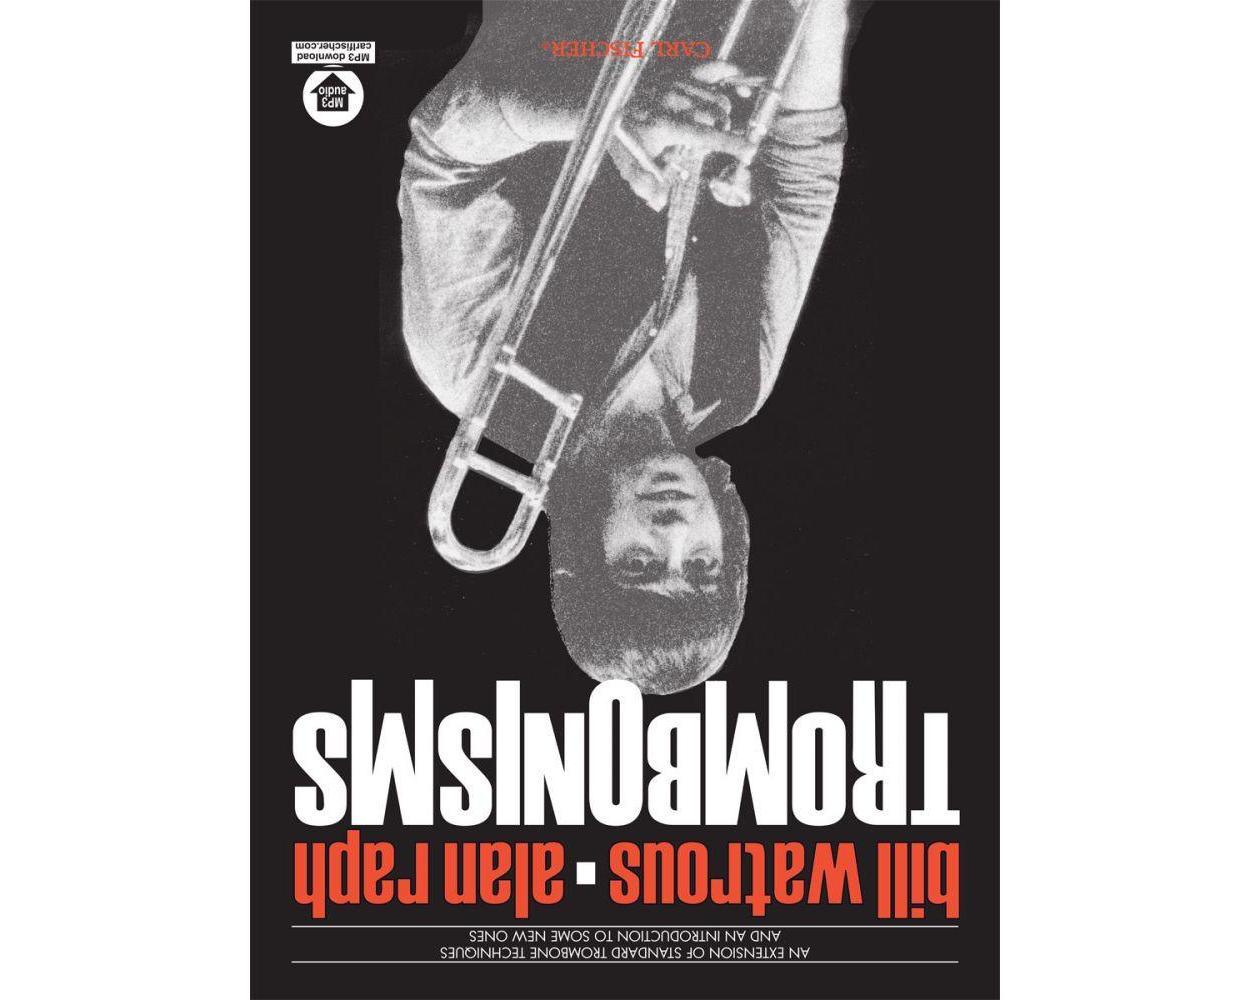 AN EXTENSION OF STANDARD TROMBONE TECHNIQUES
AND AN INTRODUCTION TO SOME NEW ONES
bill watrous ▪ alan raph
TROMBONISMS
MP3
audio
MP3 download
carlfischer.com
CARL FISCHER®